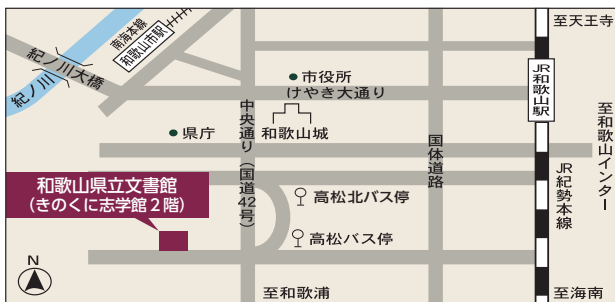 至天王寺
南海本線
和歌山市駅
紀ノ川大橋
紀ノ川
市役所
けやき大通り
JR和歌山駅
県庁
和歌山城
中央通り（国道42号）
国体道路
至和歌山インター
JR紀勢本線
和歌山県立文書館
（きのくに志学館２階）
高松北バス停
高松バス停
N
至和歌浦
至海南